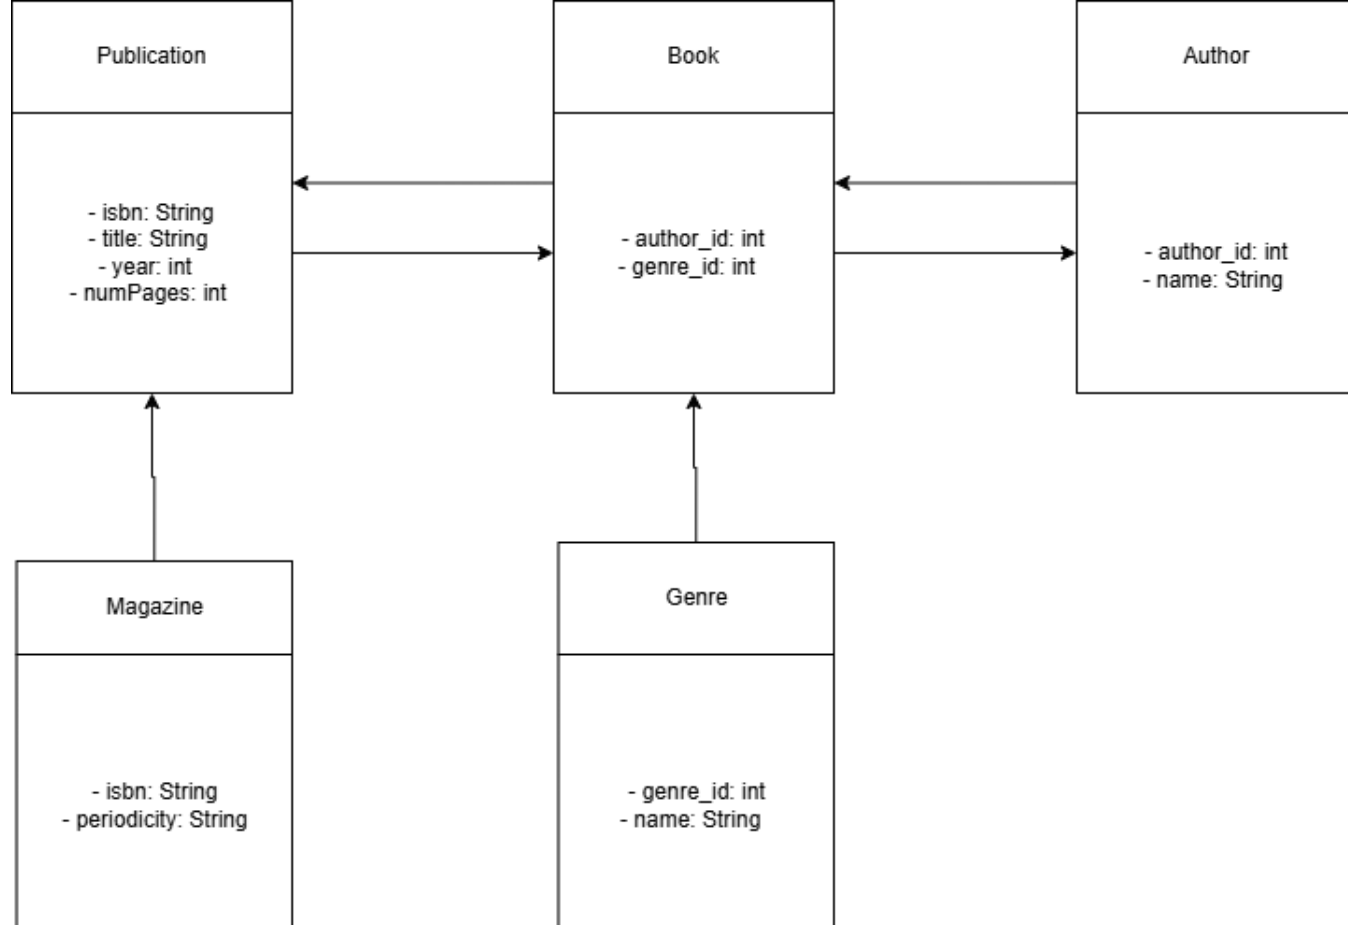 Publication
- isbn: String
- title: String
- year: int
- numPages: int
Book
- author_id: int
- genre_id: int
Author
- author_id: int
- name: String
Magazine
- isbn: String
- periodicity: String
Genre
- genre_id: int
- name: String